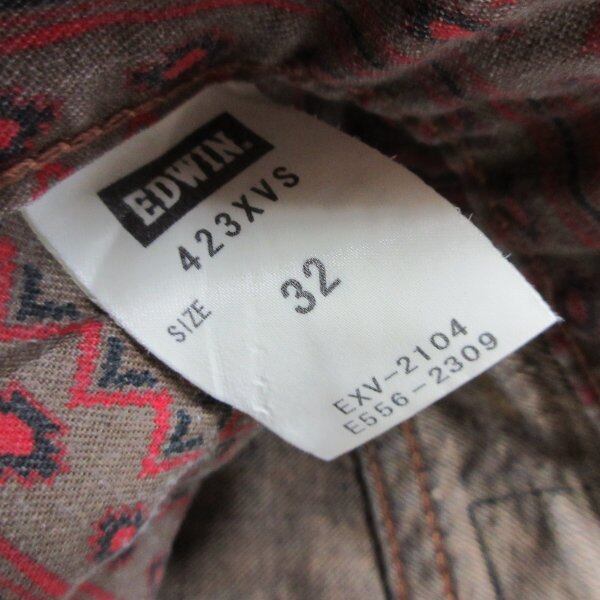 EDWIN.
423XVS
SIZE 32
EXV-2104
E556-2309